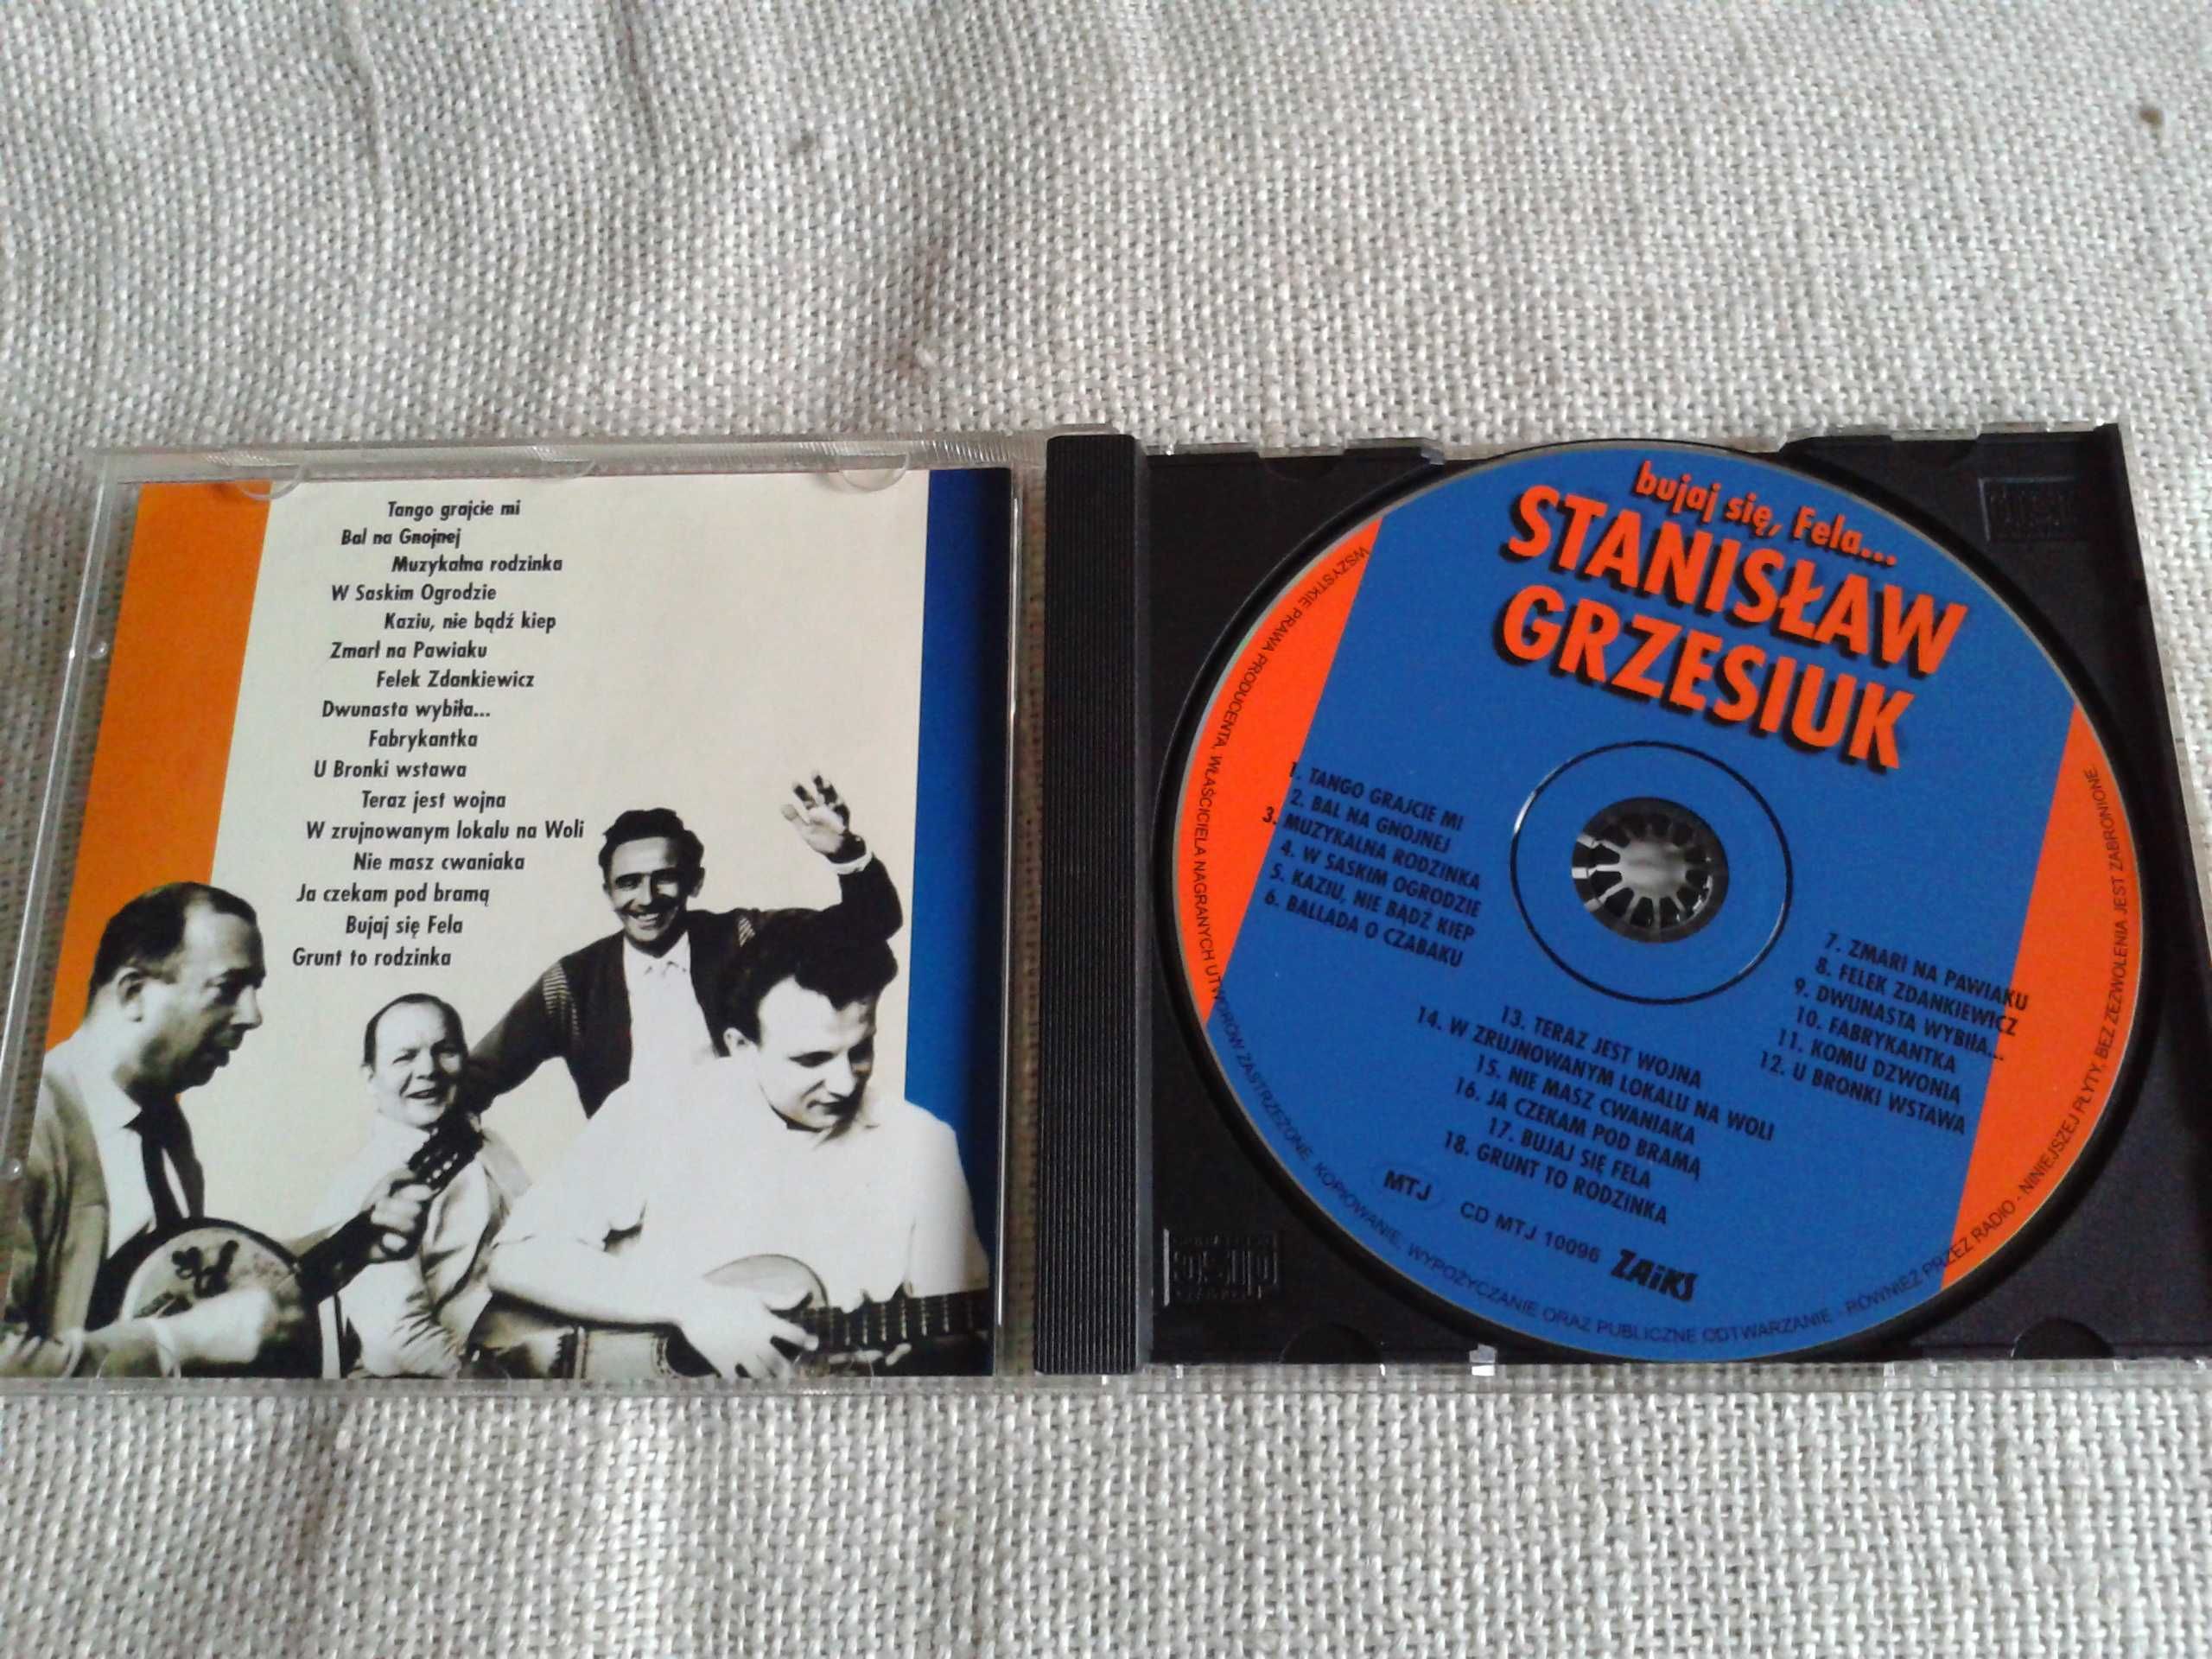 Tango grajcie mi
Bal na Gnojnej
Muzykalna rodzinka
W Saskim Ogrodzie
Kaziu, nie bądź kiep
Zmarł na Pawiaku
Felek Zdankiewicz
Dwunasta wybiła...
Fabrykantka
U Bronki wstawa
Teraz jest wojna
W zrujnowanym lokalu na Woli
Nie masz cwaniaka
Ja czekam pod bramą
Bujaj się Fela
Grunt to rodzinka
bujaj się, Fela...
STANISŁAW
GRZESIUK
1. TANGO GRAJCIE MI
2. BAL NA GNOJNEJ
3. MUZYKALNA RODZINKA
4. W SASKIM OGRODZIE
5. KAZIU, NIE BĄDŹ KIEP
6. BALLADA O CZABAKU
7. ZMARł NA PAWIAKU
8. FELEK ZDANKIEWICZ
9. DWUNASTA WYBIłA...
10. FABRYKANTKA
11. KOMU DZWONIA
12. U BRONKI WSTAWA
13. TERAZ JEST WOJNA
14. W ZRUJNOWANYM LOKALU NA WOLI
15. NIE MASZ CWANIAKA
16. JA CZEKAM POD BRAMĄ
17. BUJAJ SIĘ FELA
18. GRUNT TO RODZINKA
MTJ CD MTJ 10096 ZAiKS
WSZYSTKIE PRAWA PRODUCENTA, WŁAŚCICIELA NAGRANYCH UTWORÓW ZASTRZEŻONE. KOPIOWANIE, WYPOŻYCZANIE ORAZ PUBLICZNE ODTWARZANIE - RÓWNIEŻ PRZEZ RADIO - NINIEJSZEJ PŁYTY, BEZ ZEZWOLENIA JEST ZABRONIONE.